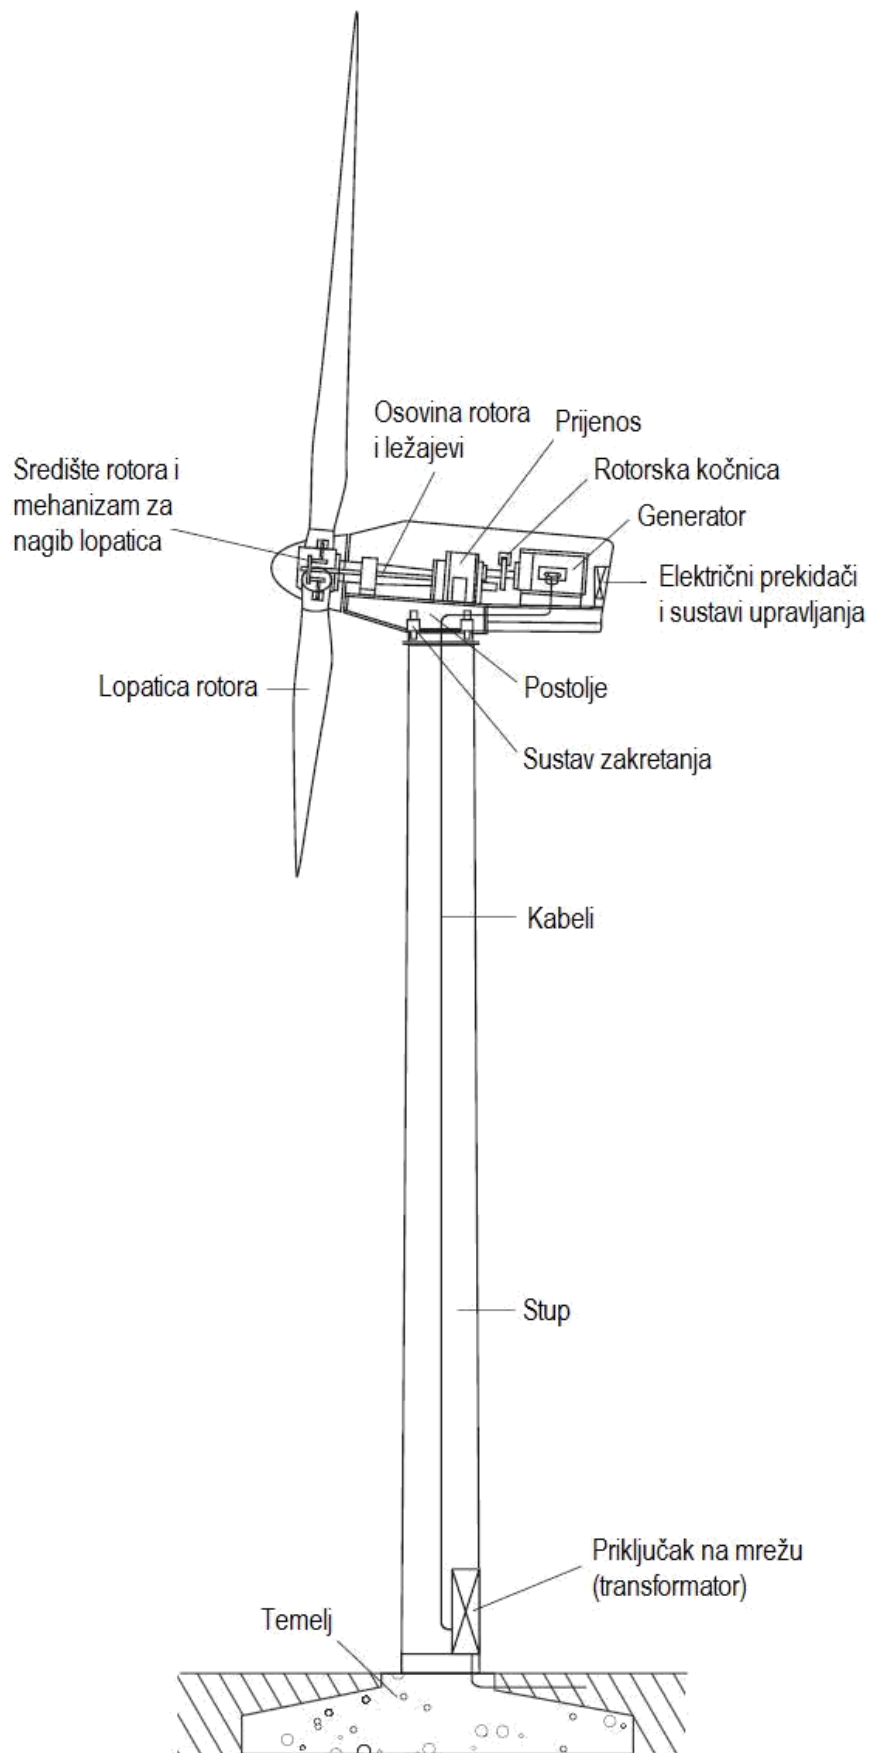 Osovina rotora
i ležajevi
Prijenos
Rotorska kočnica
Generator
Središte rotora i
mehanizam za
nagib lopatica
Električni prekidači
i sustavi upravljanja
Lopatica rotora
Postolje
Sustav zakretanja
Kabeli
Stup
Priključak na mrežu
(transformator)
Temelj